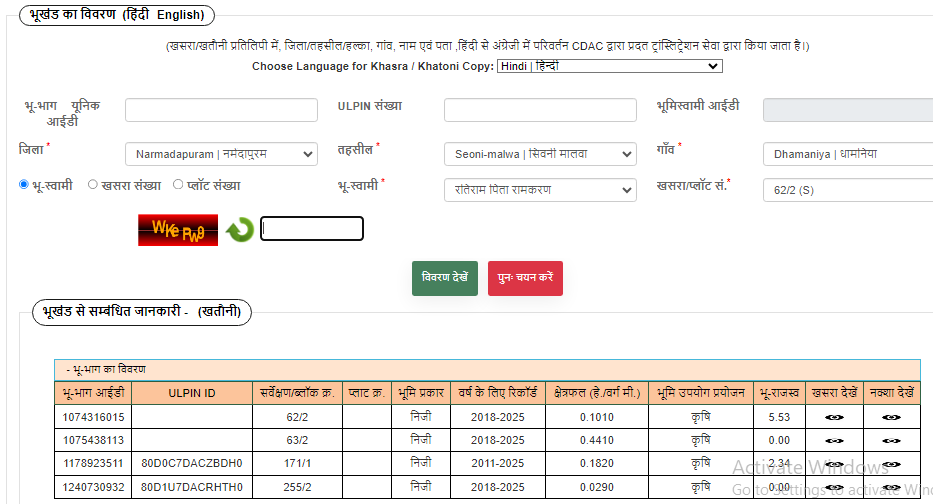 भूखंड का विवरण (हिंदी English)
(खसरा/खतौनी प्रतिलिपी में, जिला/तहसील/हल्का, गांव, नाम एवं पता ,हिंदी से अंग्रेजी में परिवर्तन CDAC द्वारा प्रदत ट्रांस्लिट्रेशन सेवा द्वारा किया जाता है।)
Choose Language for Khasra / Khatoni Copy: Hindi | हिन्दी
भू-भाग यूनिक आईडी ULPIN संख्या भूमिस्वामी आईडी
जिला * Narmadapuram | नर्मदापुरम तहसील * Seoni-malwa | सिवनी मालवा गाँव * Dhamaniya | धामनिया
भू-स्वामी खसरा संख्या प्लॉट संख्या भू-स्वामी * रतिराम पिता रामकरण खसरा/प्लॉट सं.* 62/2 (S)
WKePW9
विवरण देखें पुनः चयन करें
भूखंड से सम्बंधित जानकारी - (खतौनी)
- भू-भाग का विवरण
भू-भाग आईडी ULPIN ID सर्वेक्षण/ब्लॉक क्र. प्लाट क्र. भूमि प्रकार वर्ष के लिए रिकॉर्ड क्षेत्रफल (हे./वर्ग मी.) भूमि उपयोग प्रयोजन भू-राजस्व खसरा देखें नक्शा देखें
1074316015 62/2 निजी 2018-2025 0.1010 कृषि 5.53
1075438113 63/2 निजी 2018-2025 0.4410 कृषि 0.00
1178923511 80D0C7DACZBDH0 171/1 निजी 2011-2025 0.1820 कृषि 2.34
1240730932 80D1U7DACRHTH0 255/2 निजी 2018-2025 0.0290 कृषि 0.00
Activate Windows
Go to Settings to activate Win